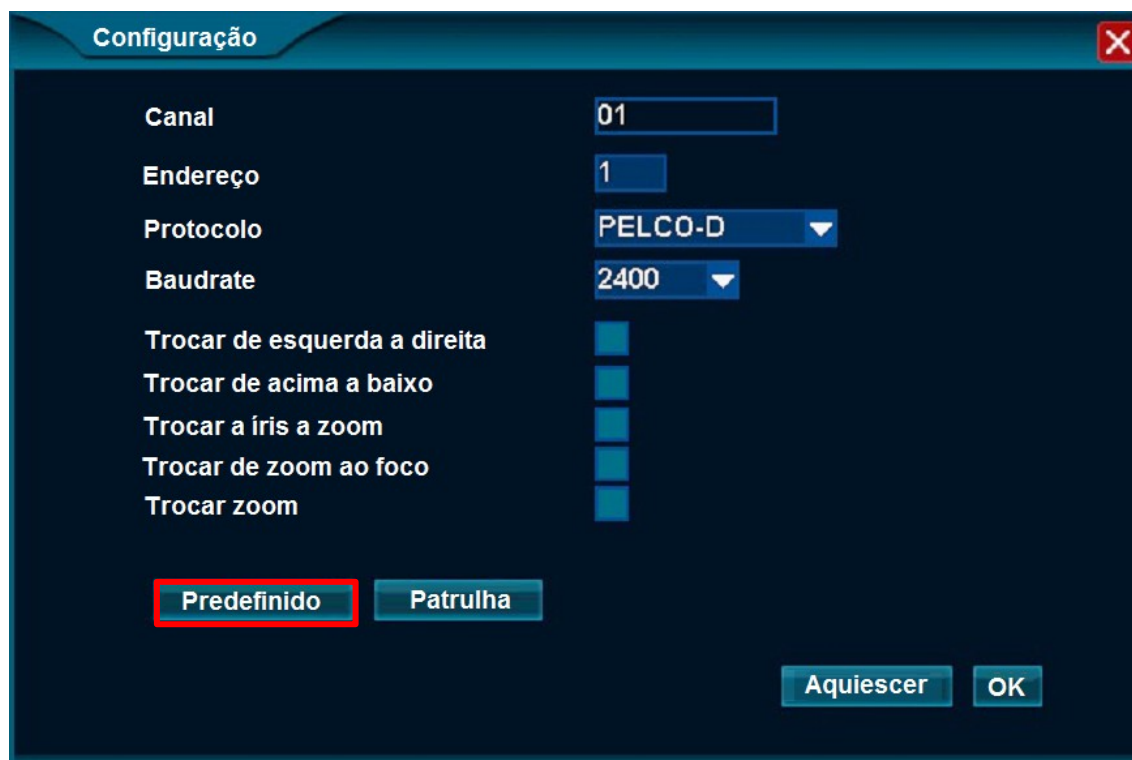 Configuração
Canal 01
Endereço 1
Protocolo PELCO-D
Baudrate 2400
Trocar de esquerda a direita
Trocar de acima a baixo
Trocar a íris a zoom
Trocar de zoom ao foco
Trocar zoom
Predefinido Patrulha
Aquiescer OK